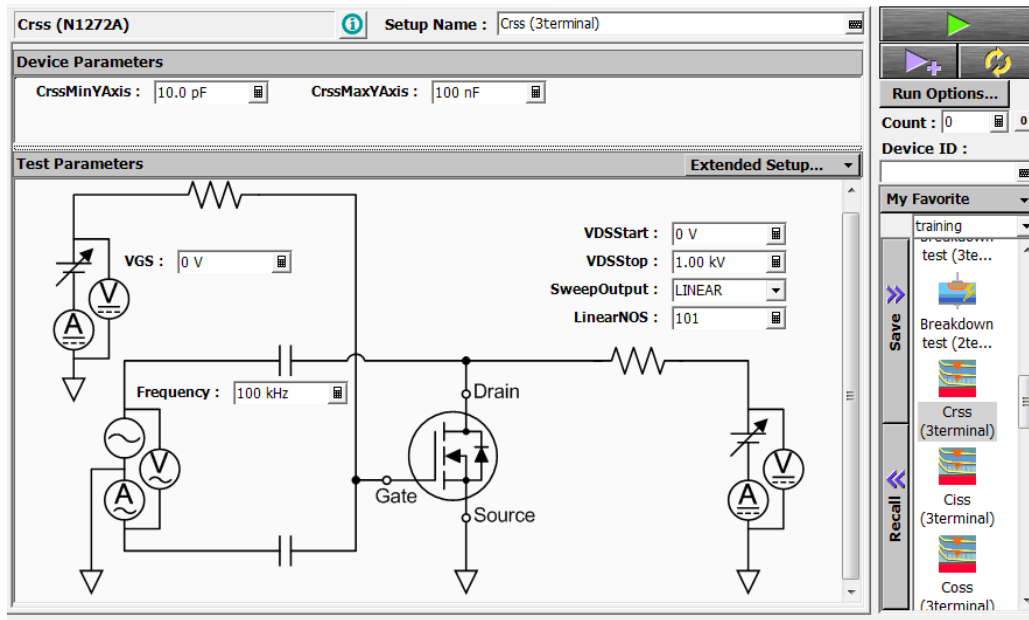 Crss (N1272A)
Setup Name : Crss (3terminal)
Device Parameters
CrssMinYAxis : 10.0 pF
CrssMaxYAxis : 100 nF
Test Parameters
Extended Setup...
VGS : 0 V
VDSStart : 0 V
VDSStop : 1.00 kV
SweepOutput : LINEAR
LinearNOS : 101
V
A
Frequency : 100 kHz
Drain
V
A
Gate
Source
V
A
Run Options...
Count : 0
0
Device ID :
My Favorite
training
Save
Recall
Breakdown
test (3te...
Breakdown
test (2te...
Crss
(3terminal)
Ciss
(3terminal)
Coss
(3terminal)